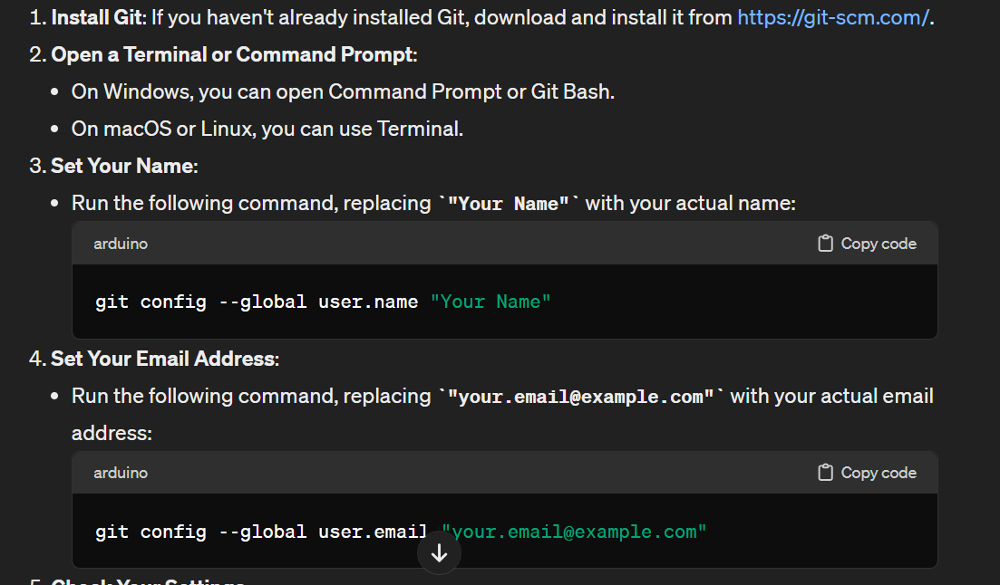 1. Install Git: If you haven't already installed Git, download and install it from https://git-scm.com/.
2. Open a Terminal or Command Prompt:
• On Windows, you can open Command Prompt or Git Bash.
• On macOS or Linux, you can use Terminal.
3. Set Your Name:
• Run the following command, replacing `"Your Name"` with your actual name:
arduino Copy code
git config --global user.name "Your Name"
4. Set Your Email Address:
• Run the following command, replacing `"your.email@example.com"` with your actual email
address:
arduino Copy code
git config --global user.email "your.email@example.com"
5. Check Your Settings